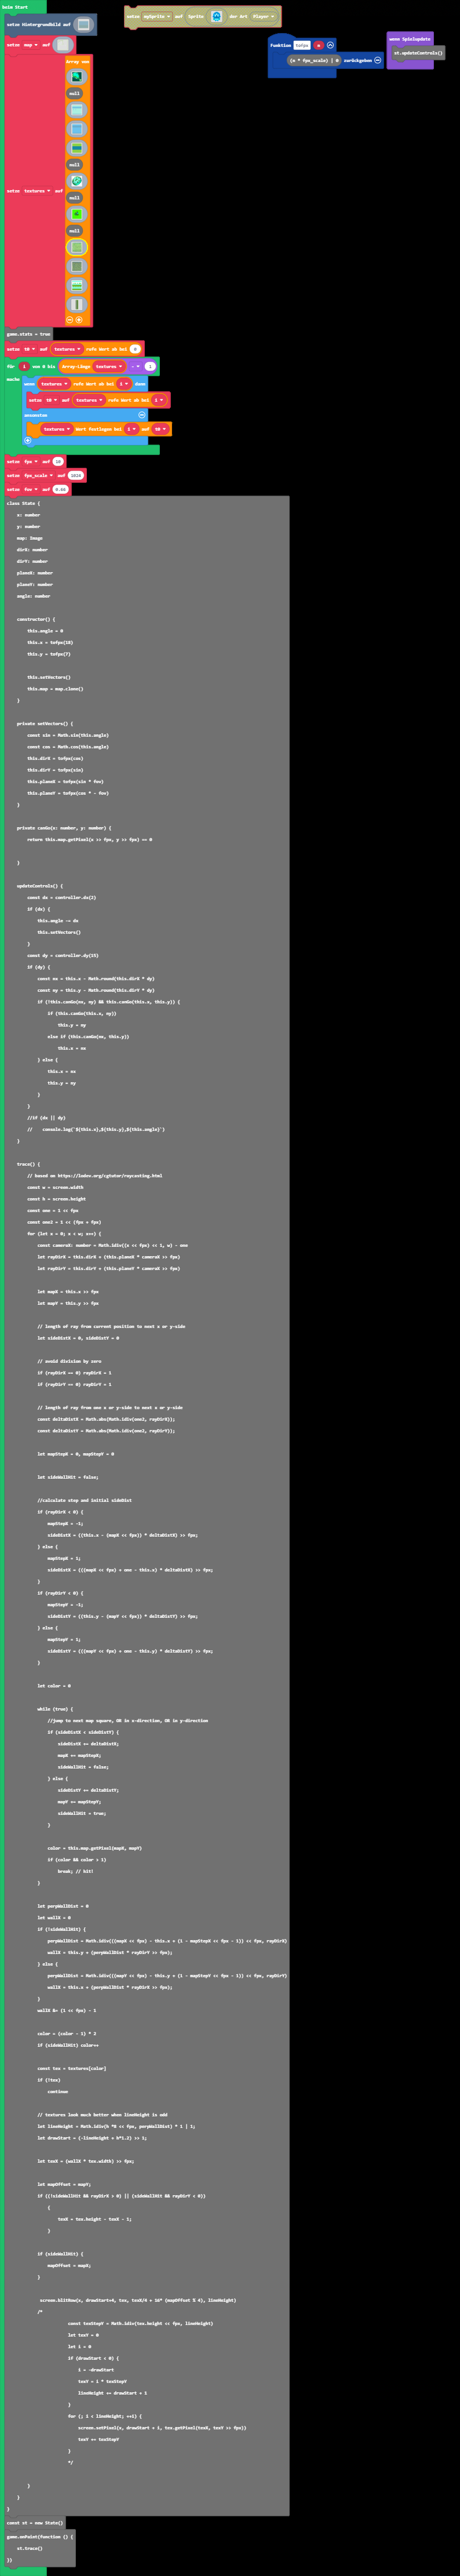 beim Start
setze Hintergrundbild auf
setze map auf
Array von
null
null
null
null
setze textures auf
game.stats = true
setze t0 auf textures rufe Wert ab bei 0
für i von 0 bis Array-Länge textures - 1
mache
wenn textures rufe Wert ab bei i dann
setze t0 auf textures rufe Wert ab bei i
ansonsten
textures Wert festlegen bei i auf t0
setze fpx auf 10
setze fpx_scale auf 1024
setze fov auf 0.66
class State {
x: number
y: number
map: Image
dirX: number
dirY: number
planeX: number
planeY: number
angle: number
constructor() {
this.angle = 0
this.x = tofpx(18)
this.y = tofpx(7)
this.setVectors()
this.map = map.clone()
}
private setVectors() {
const sin = Math.sin(this.angle)
const cos = Math.cos(this.angle)
this.dirX = tofpx(cos)
this.dirY = tofpx(sin)
this.planeX = tofpx(sin * fov)
this.planeY = tofpx(cos * - fov)
}
private canGo(x: number, y: number) {
return this.map.getPixel(x >> fpx, y >> fpx) == 0
}
updateControls() {
const dx = controller.dx(2)
if (dx) {
this.angle -= dx
this.setVectors()
}
const dy = controller.dy(25)
if (dy) {
const nx = this.x - Math.round(this.dirX * dy)
const ny = this.y - Math.round(this.dirY * dy)
if (!this.canGo(nx, ny) && this.canGo(this.x, this.y)) {
if (this.canGo(this.x, ny))
this.y = ny
else if (this.canGo(nx, this.y))
this.x = nx
} else {
this.x = nx
this.y = ny
}
}
//if (dx || dy)
// console.log(`${this.x},${this.y},${this.angle}`)
}
trace() {
// based on https://lodev.org/cgtutor/raycasting.html
const w = screen.width
const h = screen.height
const one = 1 << fpx
const one2 = 1 << (fpx + fpx)
for (let x = 0; x < w; x++) {
const cameraX: number = Math.idiv((x << fpx) << 1, w) - one
let rayDirX = this.dirX + (this.planeX * cameraX >> fpx)
let rayDirY = this.dirY + (this.planeY * cameraX >> fpx)
let mapX = this.x >> fpx
let mapY = this.y >> fpx
// length of ray from current position to next x or y-side
let sideDistX = 0, sideDistY = 0
// avoid division by zero
if (rayDirX == 0) rayDirX = 1
if (rayDirY == 0) rayDirY = 1
// length of ray from one x or y-side to next x or y-side
const deltaDistX = Math.abs(Math.idiv(one2, rayDirX));
const deltaDistY = Math.abs(Math.idiv(one2, rayDirY));
let mapStepX = 0, mapStepY = 0
let sideWallHit = false;
//calculate step and initial sideDist
if (rayDirX < 0) {
mapStepX = -1;
sideDistX = ((this.x - (mapX << fpx)) * deltaDistX) >> fpx;
} else {
mapStepX = 1;
sideDistX = (((mapX << fpx) + one - this.x) * deltaDistX) >> fpx;
}
if (rayDirY < 0) {
mapStepY = -1;
sideDistY = ((this.y - (mapY << fpx)) * deltaDistY) >> fpx;
} else {
mapStepY = 1;
sideDistY = (((mapY << fpx) + one - this.y) * deltaDistY) >> fpx;
}
let color = 0
while (true) {
//jump to next map square, OR in x-direction, OR in y-direction
if (sideDistX < sideDistY) {
sideDistX += deltaDistX;
mapX += mapStepX;
sideWallHit = false;
} else {
sideDistY += deltaDistY;
mapY += mapStepY;
sideWallHit = true;
}
color = this.map.getPixel(mapX, mapY)
if (color && color > 1)
break; // hit!
}
let perpWallDist = 0
let wallX = 0
if (!sideWallHit) {
perpWallDist = Math.idiv(((mapX << fpx) - this.x + (1 - mapStepX << fpx - 1)) << fpx, rayDirX)
wallX = this.y + (perpWallDist * rayDirY >> fpx);
} else {
perpWallDist = Math.idiv(((mapY << fpx) - this.y + (1 - mapStepY << fpx - 1)) << fpx, rayDirY)
wallX = this.x + (perpWallDist * rayDirX >> fpx);
}
wallX &= (1 << fpx) - 1
color = (color - 1) * 2
if (sideWallHit) color++
const tex = textures[color]
if (!tex)
continue
// textures look much better when lineHeight is odd
let lineHeight = Math.idiv(h *8 << fpx, perpWallDist) * 1 | 1;
let drawStart = (-lineHeight + h*1.2) >> 1;
let texX = (wallX * tex.width) >> fpx;
let mapOffset = mapY;
if ((!sideWallHit && rayDirX > 0) || (sideWallHit && rayDirY < 0))
{
texX = tex.height - texX - 1;
}
if (sideWallHit) {
mapOffset = mapX;
}
screen.blitRow(x, drawStart+4, tex, texX/4 + 16* (mapOffset % 4), lineHeight)
/*
const texStepY = Math.idiv(tex.height << fpx, lineHeight)
let texY = 0
let i = 0
if (drawStart < 0) {
i = -drawStart
texY = i * texStepY
lineHeight += drawStart + 1
}
for (; i < lineHeight; ++i) {
screen.setPixel(x, drawStart + i, tex.getPixel(texX, texY >> fpx))
texY += texStepY
}
*/
}
}
}
const st = new State()
game.onPaint(function () {
st.trace()
})
setze mySprite auf Sprite der Art Player
Funktion tofpx n
(n * fpx_scale) | 0 zurückgeben
wenn Spielupdate
st.updateControls()